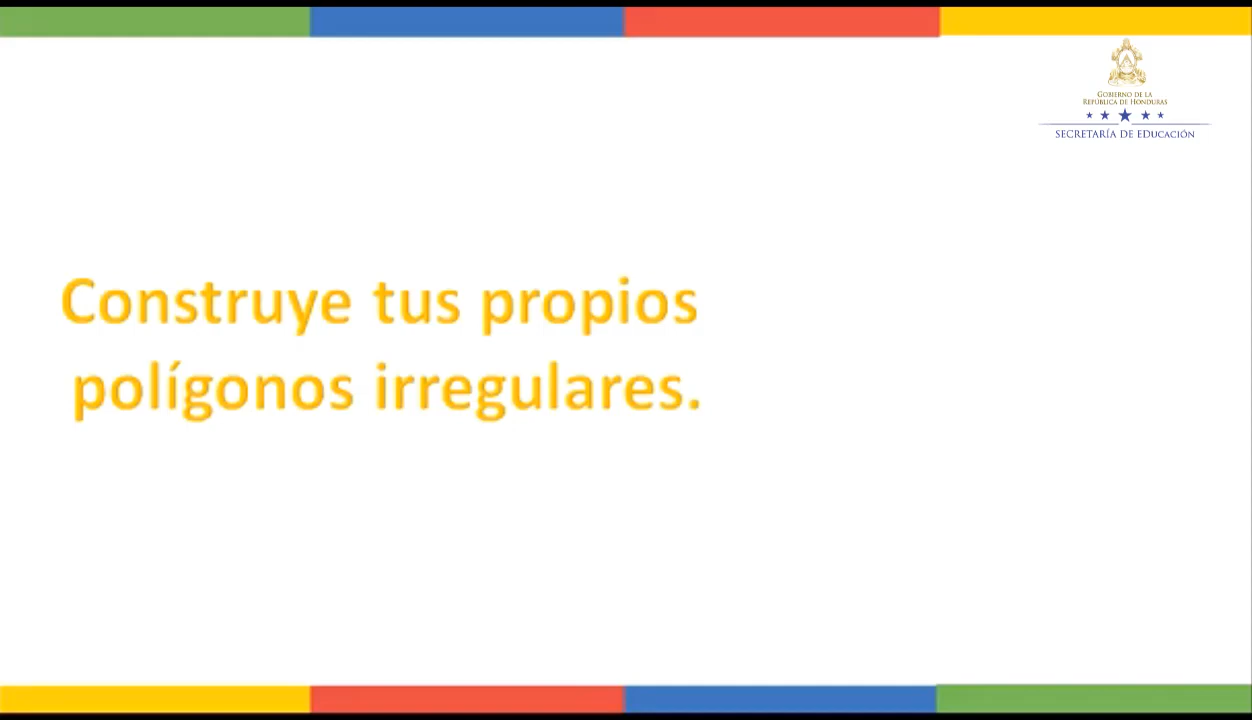 GOBIERNO DE LA
REPÚBLICA DE HONDURAS
SECRETARÍA DE EDUCACIÓN
Construye tus propios
polígonos irregulares.